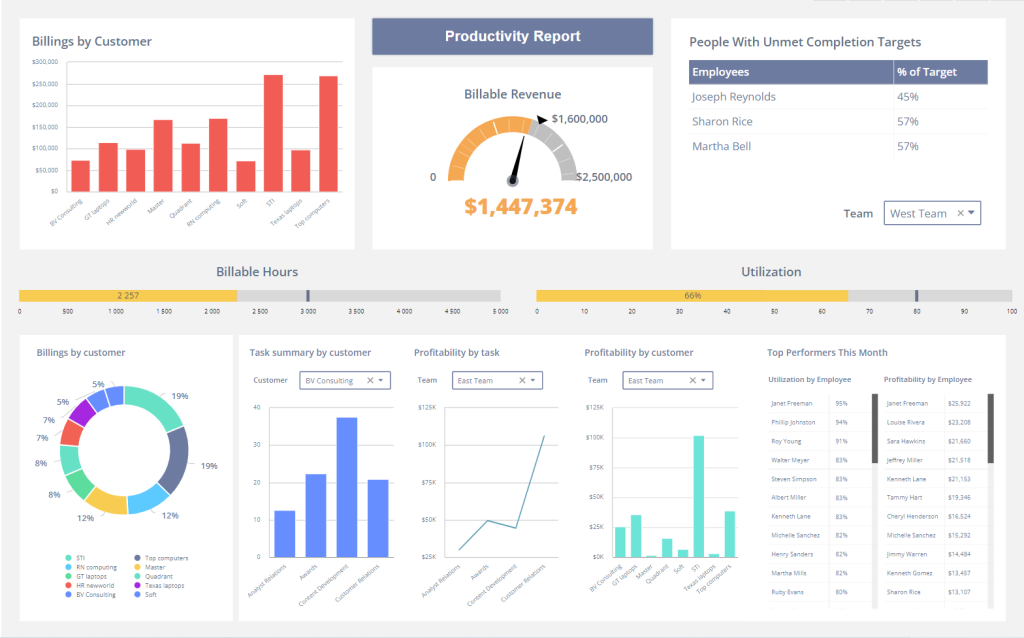 Billings by Customer
$300,000
$250,000
$200,000
$150,000
$100,000
$50,000
$0
BV Consulting
GT laptops
HR newworld
Master
Quadrant
RN computing
Soft
STI
Texas laptops
Top computers
Productivity Report
Billable Revenue
$1,600,000
0
$2,500,000
$1,447,374
People With Unmet Completion Targets
Employees % of Target
Joseph Reynolds 45%
Sharon Rice 57%
Martha Bell 57%
Team West Team
Billable Hours
2 257
0 500 1 000 1 500 2 000 2 500 3 000 3 500 4 000 4 500 5 000
Utilization
66%
0 10 20 30 40 50 60 70 80 90 100
Billings by customer
5%
19%
5%
7%
7%
19%
8%
8%
12%
12%
STI Top computers
RN computing Master
GT laptops Quadrant
HR newworld Texas laptops
BV Consulting Soft
Task summary by customer
Customer BV Consulting
40
30
20
10
0
Analyst Relations
Awards
Content Development
Customer Relations
Profitability by task
Team East Team
$125K
$100K
$75K
$50K
$25K
Analyst Relations
Awards
Content Development
Customer Relations
Profitability by customer
Team East Team
$125K
$100K
$75K
$50K
$25K
$0K
BV Consulting
GT laptops
Master
Quadrant
Soft
STI
Texas laptops
Top computers
Top Performers This Month
Utilization by Employee
Janet Freeman 95%
Phillip Johnston 94%
Roy Young 91%
Walter Meyer 83%
Steven Simpson 83%
Albert Miller 83%
Kenneth Lane 83%
Michelle Sanchez 82%
Henry Sanders 82%
Martha Mills 82%
Ruby Evans 80%
Profitability by Employee
Janet Freeman $25,922
Louise Rivera $23,208
Sara Hawkins $21,660
Jeffrey Miller $21,518
Kenneth Lane $21,153
Tammy Hart $19,346
Cheryl Henderson $16,524
Michelle Sanchez $16,292
Jimmy Warren $14,484
Kenneth Gomez $13,457
Sharon Rice $13,107